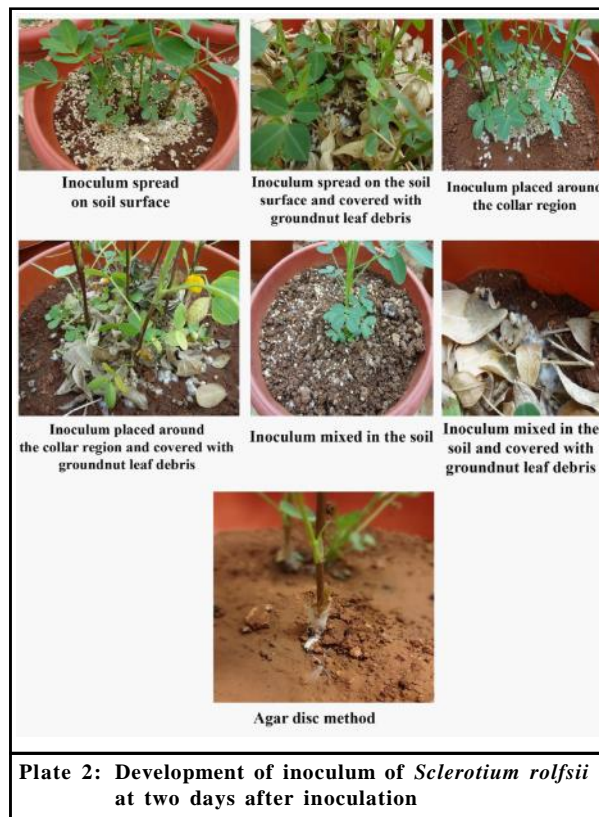 Inoculum spread
on soil surface
Inoculum spread on the soil
surface and covered with
groundnut leaf debris
Inoculum placed around
the collar region
Inoculum placed around
the collar region and covered with
groundnut leaf debris
Inoculum mixed in the soil
Inoculum mixed in the
soil and covered with
groundnut leaf debris
Agar disc method
Plate 2: Development of inoculum of Sclerotium rolfsii
at two days after inoculation